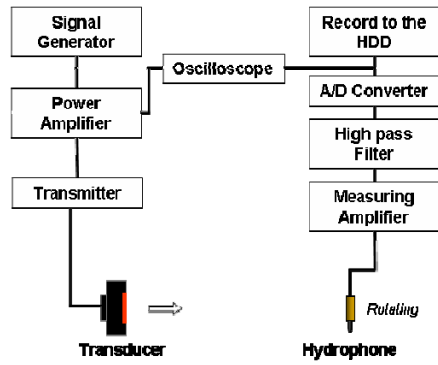 Signal
Generator
Record to the
HDD
Oscilloscope
Power
Amplifier
A/D Converter
High pass
Filter
Transmitter
Measuring
Amplifier
Rotating
Transducer
Hydrophone